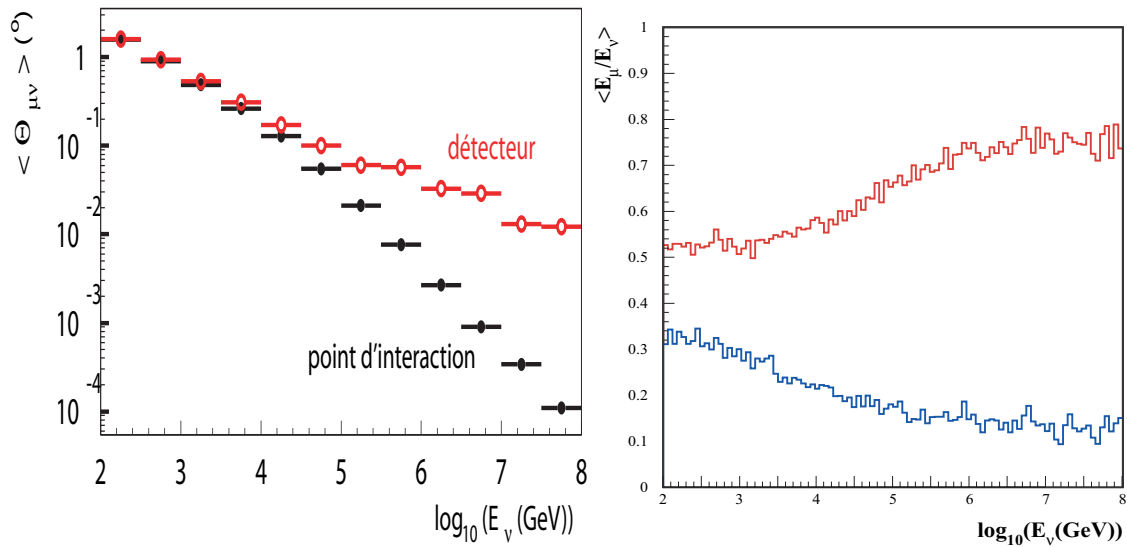 < Θ μν > (°)
1
10 -1
10 -2
10 -3
10 -4
détecteur
point d'interaction
2 3 4 5 6 7 8
log10(Eν(GeV))
<Eμ/Eν>
1
0.9
0.8
0.7
0.6
0.5
0.4
0.3
0.2
0.1
0
2 3 4 5 6 7 8
log10(Eν(GeV))